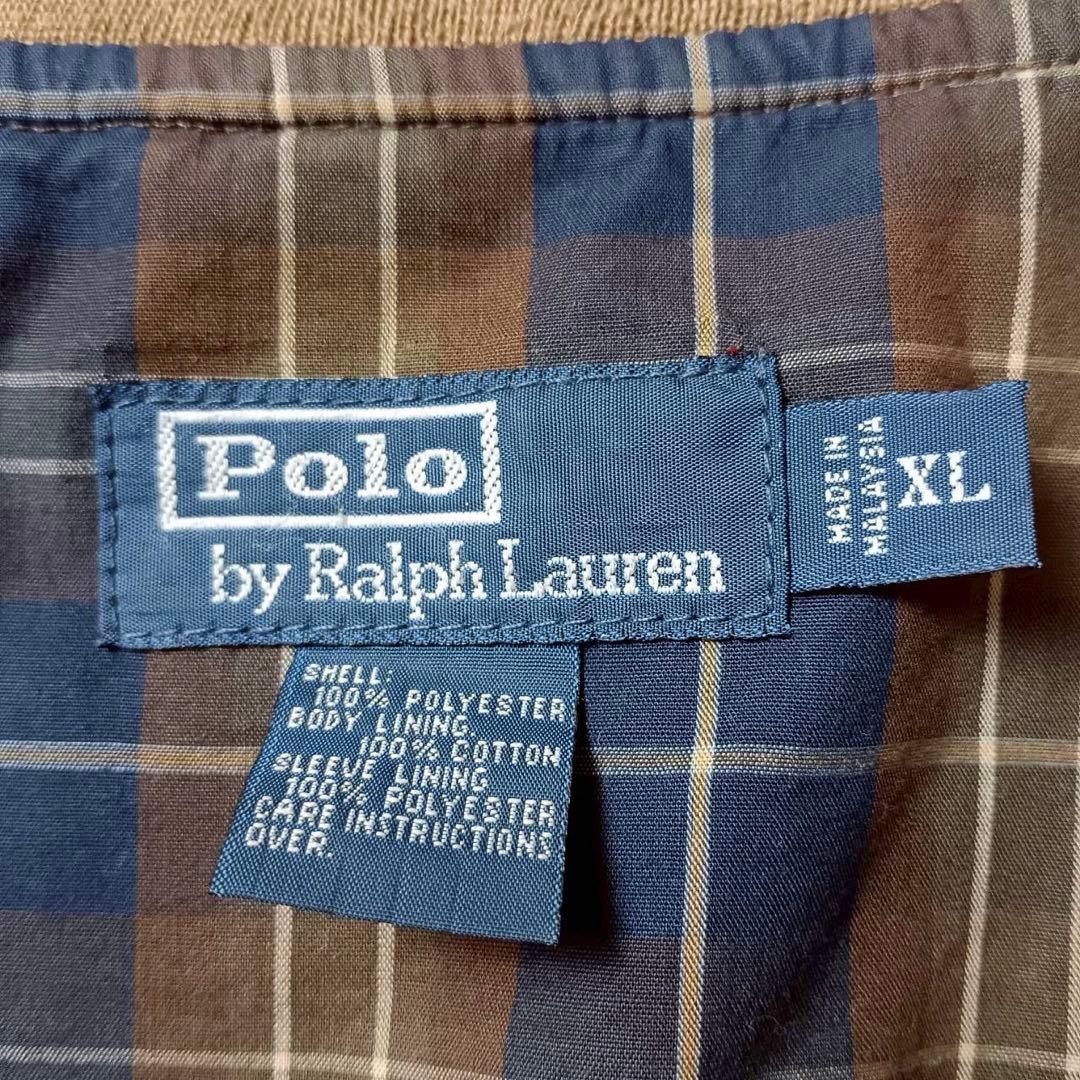 Polo
by Ralph Lauren
MADE IN
MALAYSIA
XL
SHELL:
100% POLYESTER
BODY LINING
100% COTTON
SLEEVE LINING
100% POLYESTER
CARE INSTRUCTIONS
OVER.